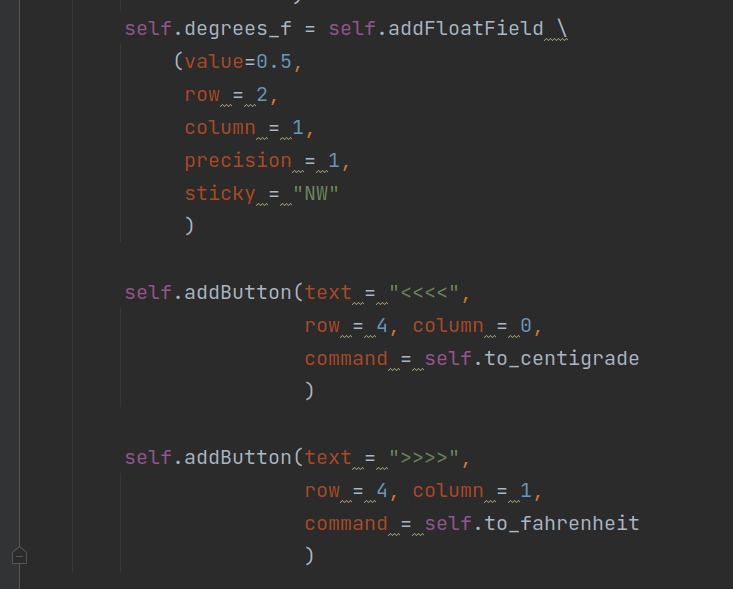 self.degrees_f = self.addFloatField \
(value=0.5,
row = 2,
column = 1,
precision = 1,
sticky = "NW"
)
self.addButton(text = "<<<<",
row = 4, column = 0,
command = self.to_centigrade
)
self.addButton(text = ">>>>",
row = 4, column = 1,
command = self.to_fahrenheit
)